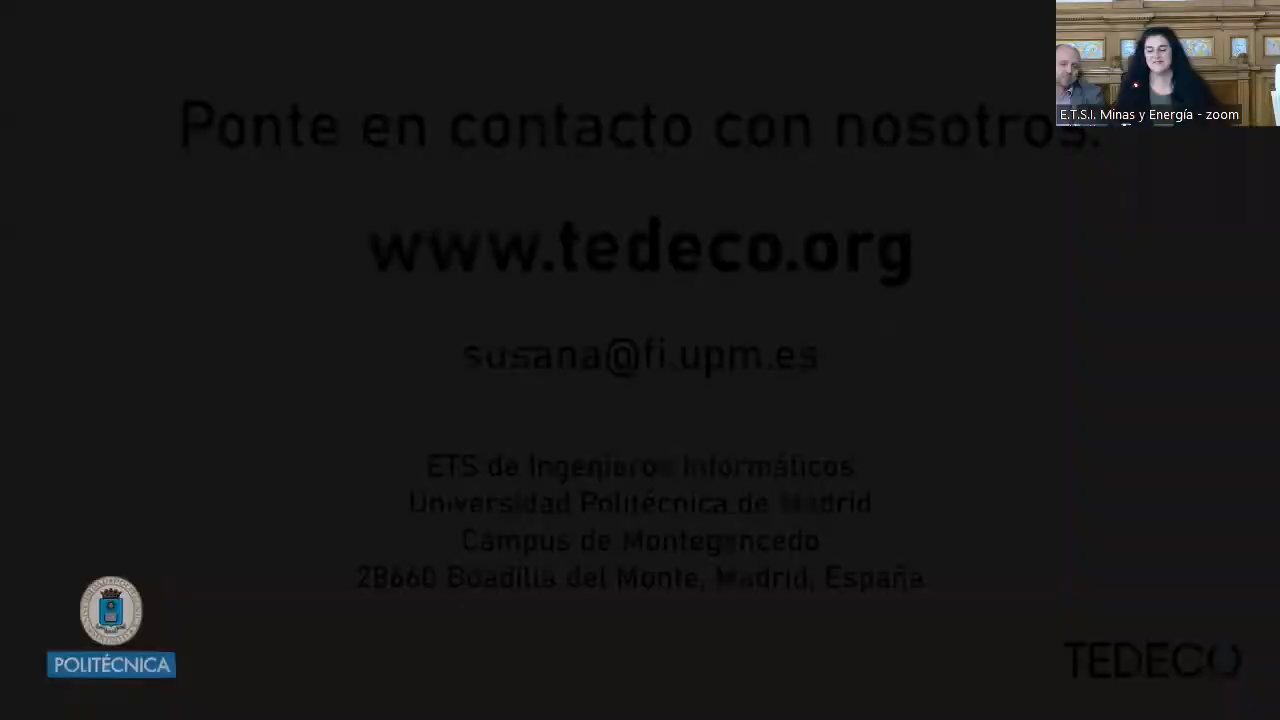 Ponte en contacto con nosotros:
www.tedeco.org
susana@fi.upm.es
ETS de Ingenieros Informáticos
Universidad Politécnica de Madrid
Campus de Montegancedo
28660 Boadilla del Monte, Madrid, España
E.T.S.I. Minas y Energía - zoom
POLITÉCNICA
TEDECO